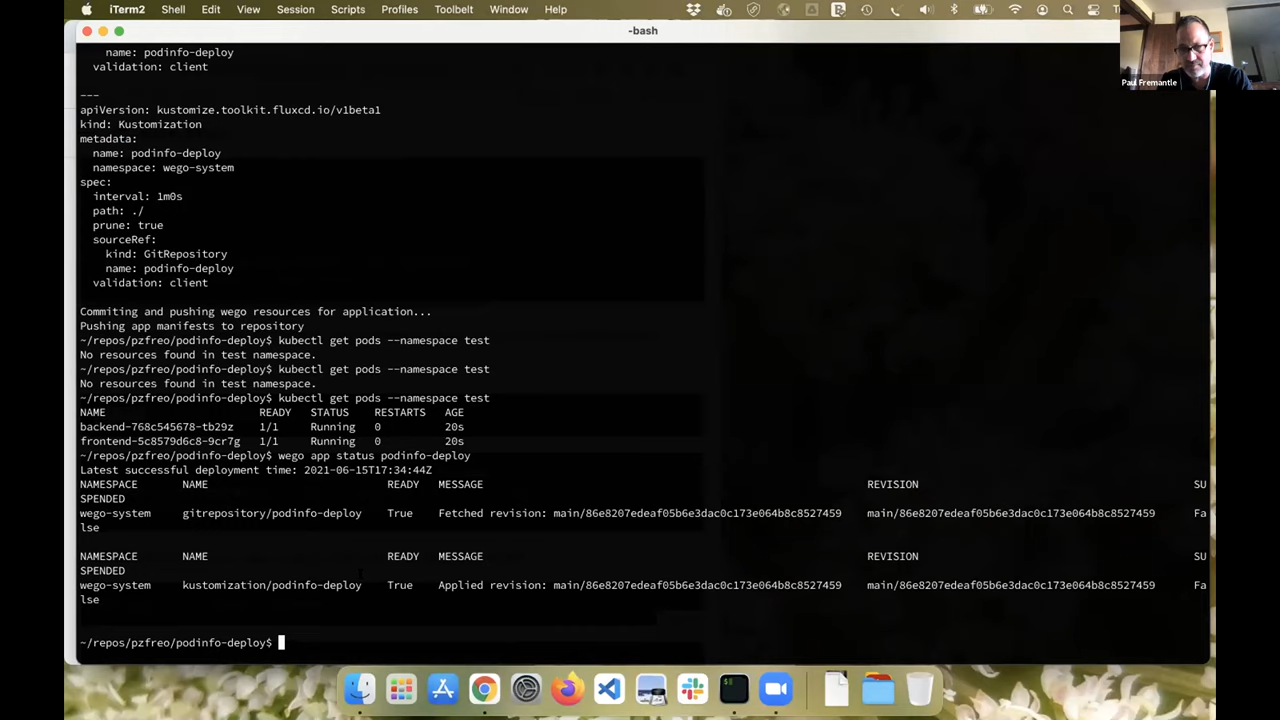 iTerm2 Shell Edit View Session Scripts Profiles Toolbelt Window Help
-bash
Paul Fremantle
name: podinfo-deploy
validation: client
---
apiVersion: kustomize.toolkit.fluxcd.io/v1beta1
kind: Kustomization
metadata:
name: podinfo-deploy
namespace: wego-system
spec:
interval: 1m0s
path: ./
prune: true
sourceRef:
kind: GitRepository
name: podinfo-deploy
validation: client
Commiting and pushing wego resources for application...
Pushing app manifests to repository
~/repos/pzfreo/podinfo-deploy$ kubectl get pods --namespace test
No resources found in test namespace.
~/repos/pzfreo/podinfo-deploy$ kubectl get pods --namespace test
No resources found in test namespace.
~/repos/pzfreo/podinfo-deploy$ kubectl get pods --namespace test
NAME READY STATUS RESTARTS AGE
backend-768c545678-tb29z 1/1 Running 0 20s
frontend-5c8579d6c8-9cr7g 1/1 Running 0 20s
~/repos/pzfreo/podinfo-deploy$ wego app status podinfo-deploy
Latest successful deployment time: 2021-06-15T17:34:44Z
NAMESPACE NAME READY MESSAGE REVISION SU
SPENDED
wego-system gitrepository/podinfo-deploy True Fetched revision: main/86e8207edeaf05b6e3dac0c173e064b8c8527459 main/86e8207edeaf05b6e3dac0c173e064b8c8527459 Fa
lse
NAMESPACE NAME READY MESSAGE REVISION SU
SPENDED
wego-system kustomization/podinfo-deploy True Applied revision: main/86e8207edeaf05b6e3dac0c173e064b8c8527459 main/86e8207edeaf05b6e3dac0c173e064b8c8527459 Fa
lse
~/repos/pzfreo/podinfo-deploy$